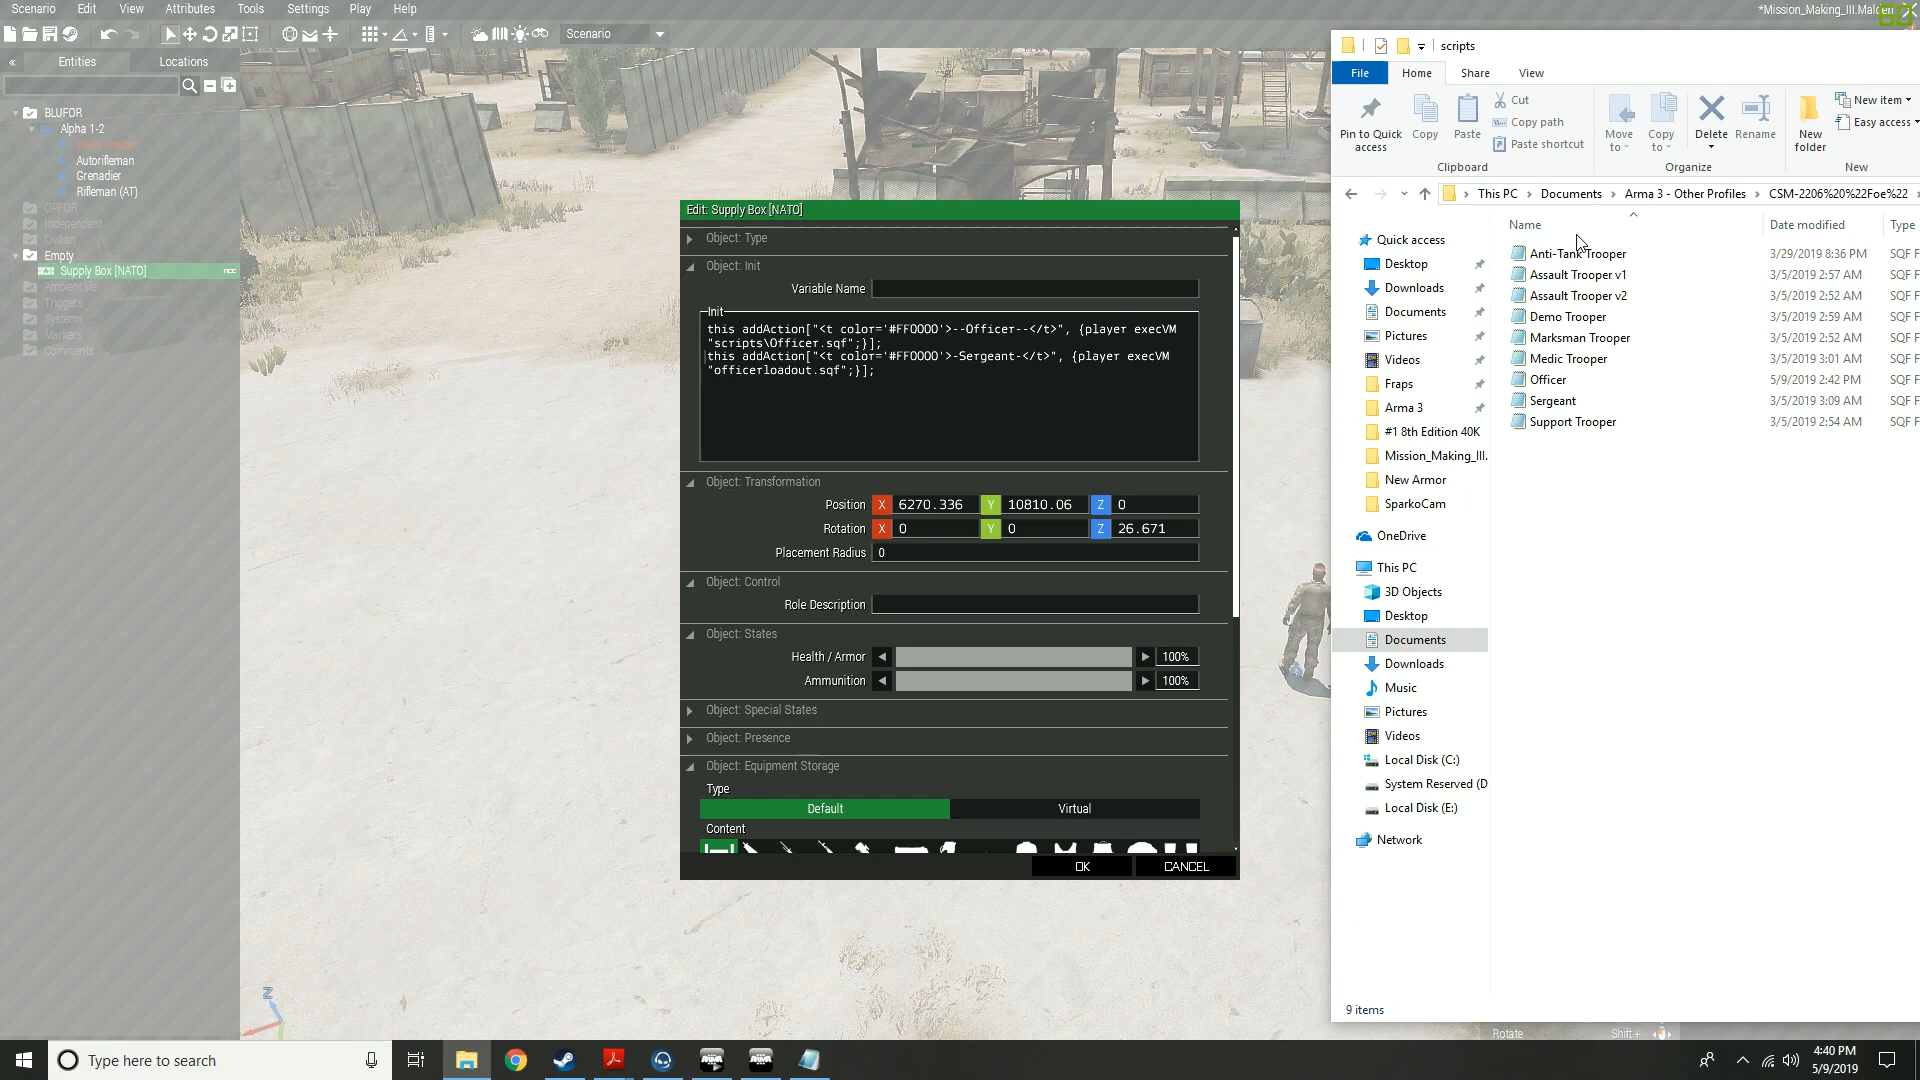 Scenario Edit View Attributes Tools Settings Play Help
*Mission_Making_III.Malden
60
Scenario
Entities Locations
BLUFOR
Alpha 1-2
Team Leader
Autorifleman
Grenadier
Rifleman (AT)
OPFOR
Independent
Civilian
Empty
Supply Box [NATO]
Ambient life
Triggers
Systems
Markers
Comments
Edit: Supply Box [NATO]
Object: Type
Object: Init
Variable Name
Init
this addAction["<t color='#FF0000'>--Officer--</t>", {player execVM
"scripts\Officer.sqf";}];
this addAction["<t color='#FF0000'>-Sergeant-</t>", {player execVM
"officerloadout.sqf";}];
Object: Transformation
Position X 6270.336 Y 10810.06 Z 0
Rotation X 0 Y 0 Z 26.671
Placement Radius 0
Object: Control
Role Description
Object: States
Health / Armor 100%
Ammunition 100%
Object: Special States
Object: Presence
Object: Equipment Storage
Type
Default Virtual
Content
OK CANCEL
Z
scripts
File Home Share View
Pin to Quick access
Copy
Paste
Cut
Copy path
Paste shortcut
Clipboard
Move to
Copy to
Delete
Rename
Organize
New folder
New item
Easy access
New
This PC > Documents > Arma 3 - Other Profiles > CSM-2206%20%22Foe%22
Name Date modified Type
Anti-Tank Trooper 3/29/2019 8:36 PM SQF F
Assault Trooper v1 3/5/2019 2:57 AM SQF F
Assault Trooper v2 3/5/2019 2:52 AM SQF F
Demo Trooper 3/5/2019 2:59 AM SQF F
Marksman Trooper 3/5/2019 2:52 AM SQF F
Medic Trooper 3/5/2019 3:01 AM SQF F
Officer 5/9/2019 2:42 PM SQF F
Sergeant 3/5/2019 3:09 AM SQF F
Support Trooper 3/5/2019 2:54 AM SQF F
Quick access
Desktop
Downloads
Documents
Pictures
Videos
Fraps
Arma 3
#1 8th Edition 40K
Mission_Making_III.
New Armor
SparkoCam
OneDrive
This PC
3D Objects
Desktop
Documents
Downloads
Music
Pictures
Videos
Local Disk (C:)
System Reserved (D
Local Disk (E:)
Network
9 items
Rotate Shift +
Type here to search
4:40 PM
5/9/2019